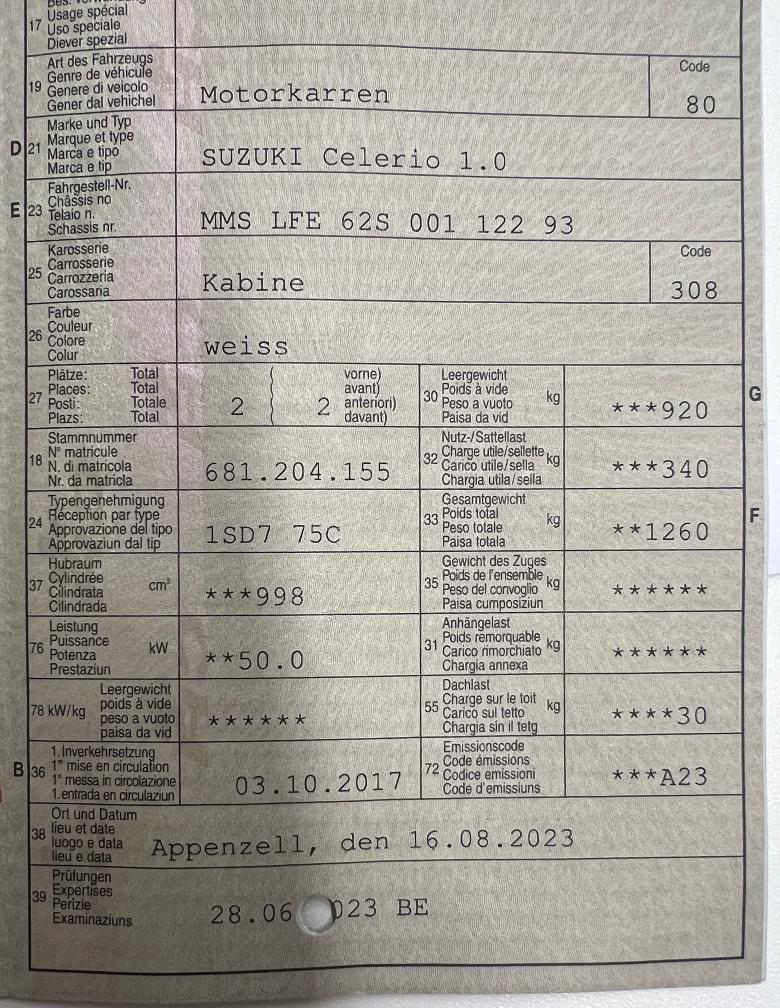 17 Usage spécial
Uso speciale
Diever spezial
Art des Fahrzeugs
Genre de véhicule
19 Genere di veicolo
Gener dal vehichel
Motorkarren
Code
80
Marke und Typ
D 21 Marque et type
Marca e tipo
Marca e tip
SUZUKI Celerio 1.0
Fahrgestell-Nr.
E 23 Châssis no
Telaio n.
Schassis nr.
MMS LFE 62S 001 122 93
Karosserie
25 Carrosserie
Carrozzeria
Carossaria
Kabine
Code
308
Farbe
26 Couleur
Colore
Colur
weiss
Plätze: Total
27 Places: Total
Posti: Totale
Plazs: Total
2 ( 2 vorne)
avant)
anteriori)
davant)
Leergewicht
30 Poids à vide kg
Peso a vuoto
Paisa da vid
***920
G
Stammnummer
18 N° matricule
N. di matricola
Nr. da matricla
681.204.155
Nutz-/Sattellast
32 Charge utile/sellette kg
Carico utile/sella
Chargia utila/sella
***340
Typengenehmigung
24 Réception par type
Approvazione del tipo
Approvaziun dal tip
1SD7 75C
Gesamtgewicht
33 Poids total kg
Peso totale
Paisa totala
**1260
F
Hubraum
37 Cylindrée cm³
Cilindrata
Cilindrada
***998
Gewicht des Zuges
35 Poids de l'ensemble kg
Peso del convoglio
Paisa cumposiziun
******
Leistung
76 Puissance kW
Potenza
Prestaziun
**50.0
Anhängelast
31 Poids remorquable kg
Carico rimorchiato
Chargia annexa
******
Leergewicht
78 kW/kg poids à vide
peso a vuoto
paisa da vid
******
Dachlast
55 Charge sur le toit kg
Carico sul tetto
Chargia sin il tetg
****30
1. Inverkehrsetzung
B 36 1re mise en circulation
1a messa in circolazione
1. entrada en circulaziun
03.10.2017
Emissionscode
72 Code émissions
Codice emissioni
Code d'emissiuns
***A23
Ort und Datum
38 lieu et date
luogo e data
lieu e data
Appenzell, den 16.08.2023
Prüfungen
39 Expertises
Perizie
Examinaziuns
28.06 023 BE